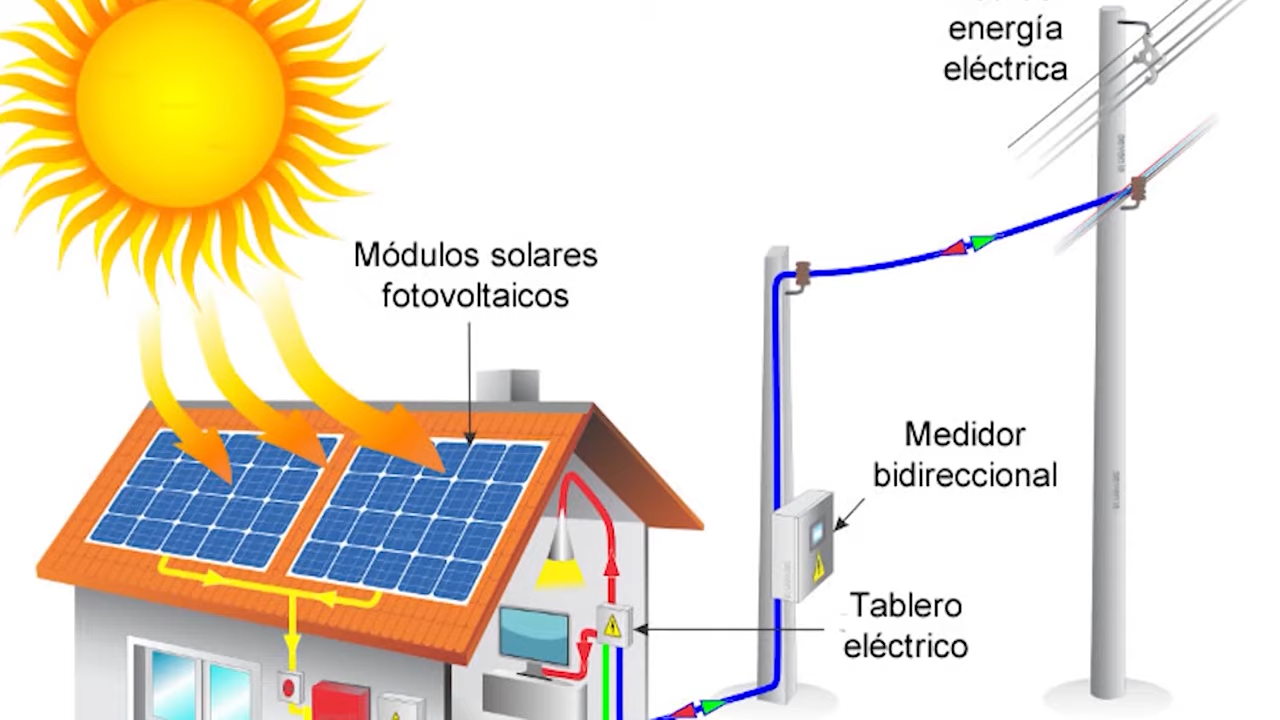 energía
eléctrica
Módulos solares
fotovoltaicos
Medidor
bidireccional
Tablero
eléctrico